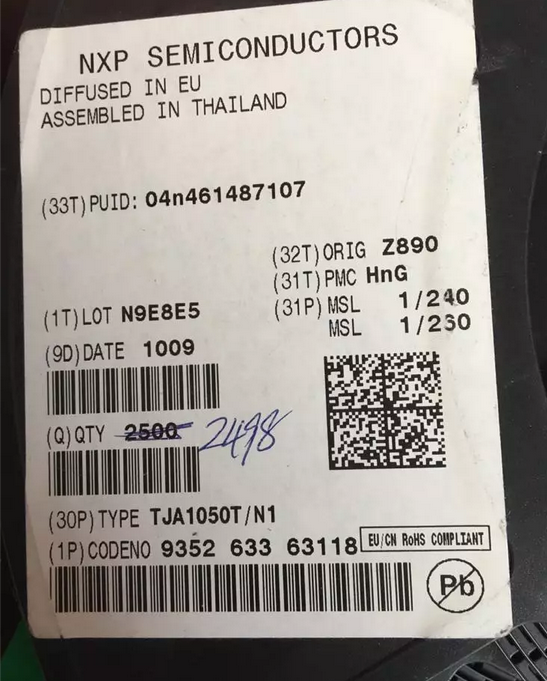 NXP SEMICONDUCTORS
DIFFUSED IN EU
ASSEMBLED IN THAILAND
(33T) PUID: 04n461487107
(32T) ORIG Z890
(31T) PMC HnG
(1T) LOT N9E8E5 (31P) MSL 1/240
MSL 1/260
(9D) DATE 1009
(Q) QTY 2500 2498
(30P) TYPE TJA1050T/N1
(1P) CODENO 9352 633 63118 EU/CN RoHS COMPLIANT
Pb